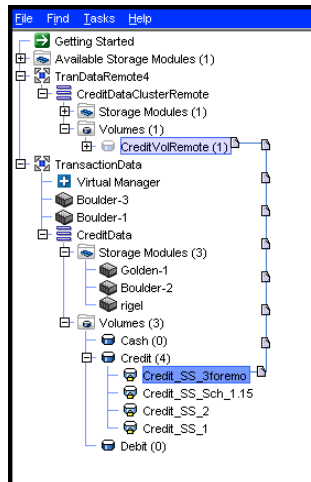 File Find Tasks Help
Getting Started
Available Storage Modules (1)
TranDataRemote4
CreditDataClusterRemote
Storage Modules (1)
Volumes (1)
CreditVolRemote (1)
TransactionData
Virtual Manager
Boulder-3
Boulder-1
CreditData
Storage Modules (3)
Golden-1
Boulder-2
rigel
Volumes (3)
Cash (0)
Credit (4)
Credit_SS_3foremo
Credit_SS_Sch_1.15
Credit_SS_2
Credit_SS_1
Debit (0)